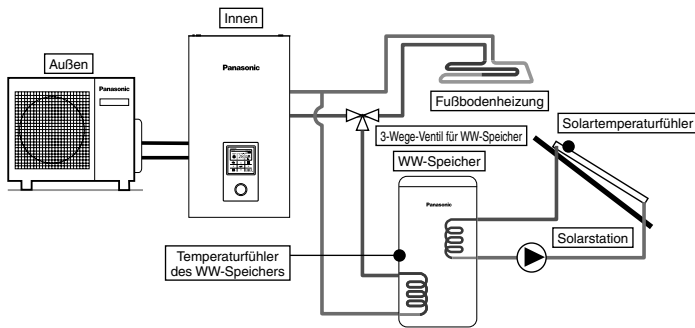 Innen
Außen
Panasonic
Panasonic
Fußbodenheizung
Solartemperaturfühler
3-Wege-Ventil für WW-Speicher
WW-Speicher
Panasonic
Temperaturfühler
des WW-Speichers
Solarstation